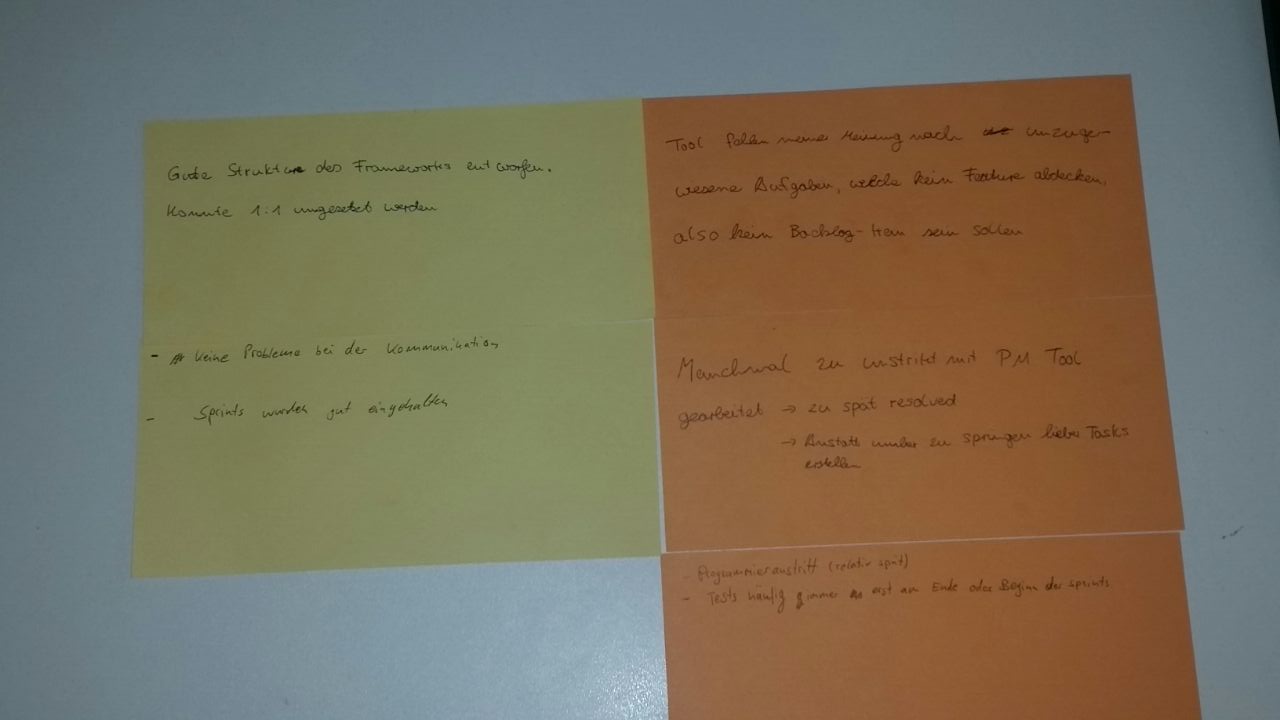 Gute Struktur des Frameworks entworfen.
Konnte 1:1 umgesetzt werden
- keine Probleme bei der Kommunikation
- Sprints wurden gut eingehalten
Tool fehlen meiner Meinung nach
Aufgaben, welche kein Feature abdecken,
also kein Backlog-Item sein sollen
Manchmal zu unstrikt mit PM Tool
gearbeitet → zu spät resolved
→ Anstatt umher zu springen lieber Tasks
erstellen
- Programmieraustritt (relativ spät)
- Tests häufig immer erst am Ende oder Beginn der sprints